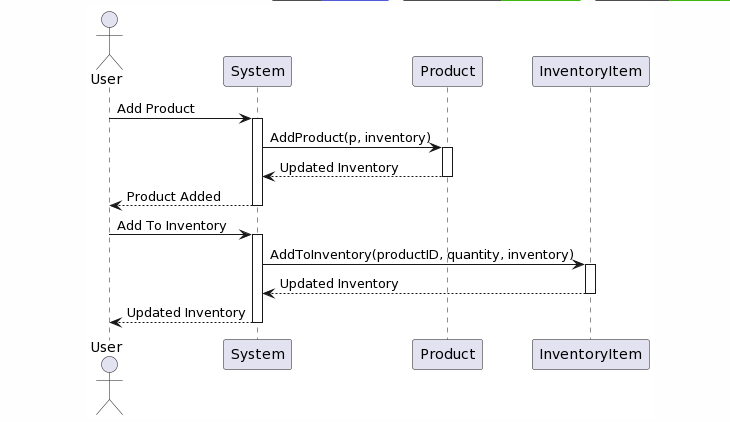 User
System
Product
InventoryItem
Add Product
AddProduct(p, inventory)
Updated Inventory
Product Added
Add To Inventory
AddToInventory(productID, quantity, inventory)
Updated Inventory
Updated Inventory
User
System
Product
InventoryItem